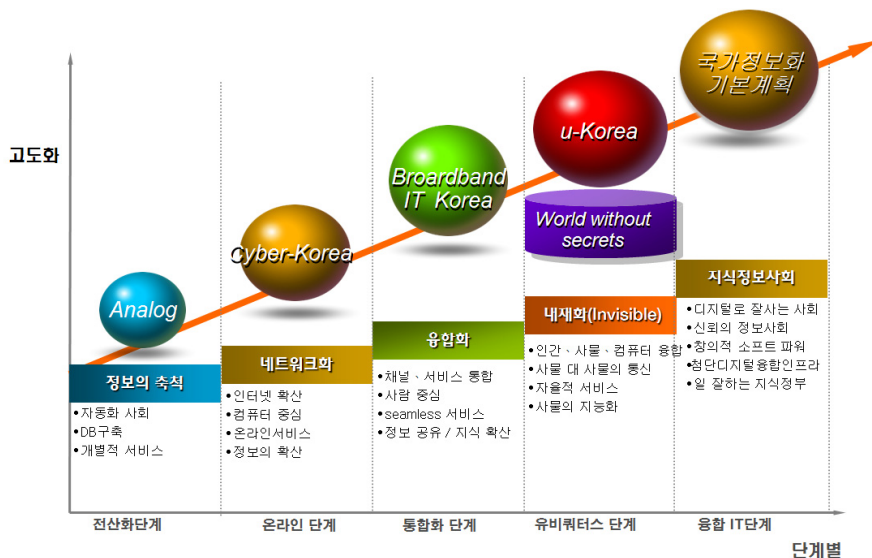 고도화
Analog
Cyber-Korea
Broardband
IT Korea
u-Korea
World without
secrets
국가정보화
기본계획
정보의 축척
•자동화 사회
•DB구축
•개별적 서비스
네트워크화
•인터넷 확산
•컴퓨터 중심
•온라인서비스
•정보의 확산
융합화
•채널、서비스 통합
•사람 중심
•seamless 서비스
•정보 공유 / 지식 확산
내재화(Invisible)
•인간、사물、컴퓨터 융합
•사물 대 사물의 통신
•자율적 서비스
•사물의 지능화
지식정보사회
•디지털로 잘사는 사회
•신뢰의 정보사회
•창의적 소프트 파워
•첨단디지털융합인프라
•일 잘하는 지식정부
전산화단계
온라인 단계
통합화 단계
유비쿼터스 단계
융합 IT단계
단계별